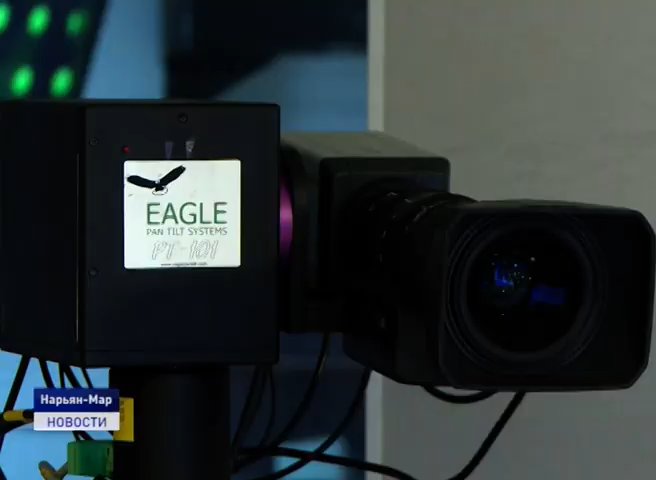 EAGLE
PAN TILT SYSTEMS
PT-101
Нарьян-Мар
НОВОСТИ